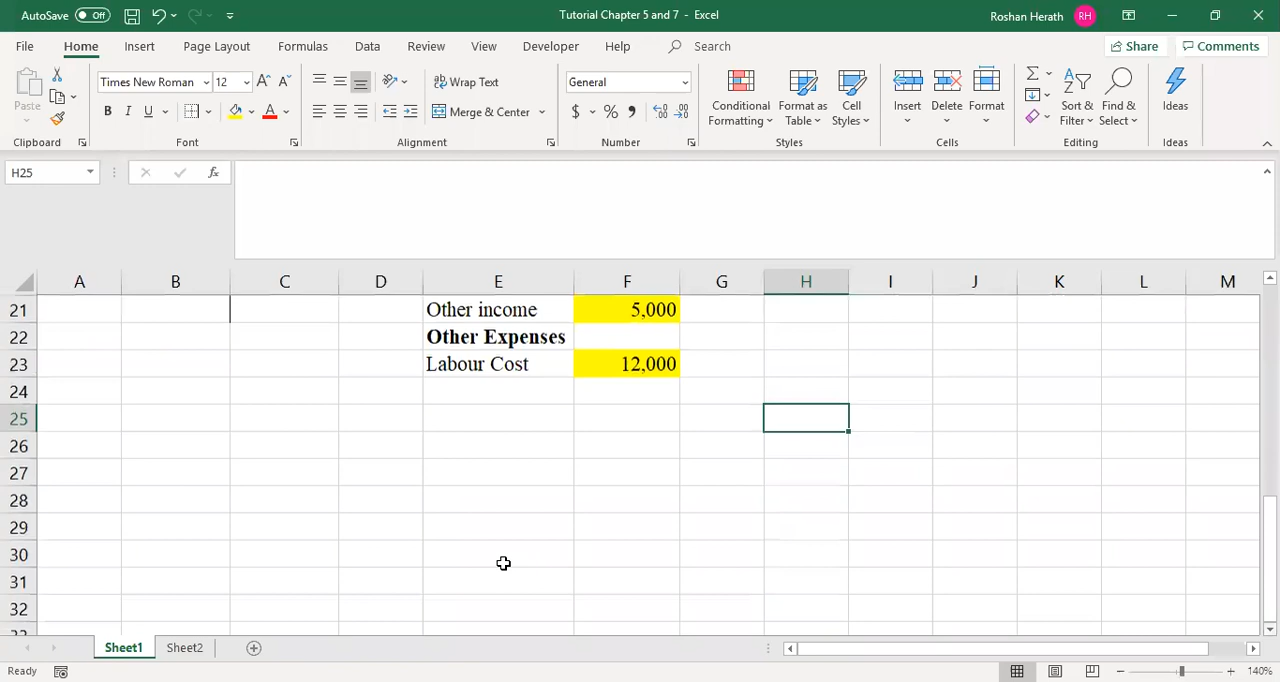 AutoSave Off Tutorial Chapter 5 and 7 - Excel Roshan Herath RH
File Home Insert Page Layout Formulas Data Review View Developer Help Search Share Comments
Paste Times New Roman 12 A A Wrap Text General Conditional Formatting Format as Table Cell Styles Insert Delete Format Sort & Filter Find & Select Ideas
B I U A Merge & Center $ % ,
Clipboard Font Alignment Number Styles Cells Editing Ideas
H25 fx
A B C D E F G H I J K L M
21 Other income 5,000
22 Other Expenses
23 Labour Cost 12,000
24
25
26
27
28
29
30
31
32
33
Sheet1 Sheet2
Ready 140%